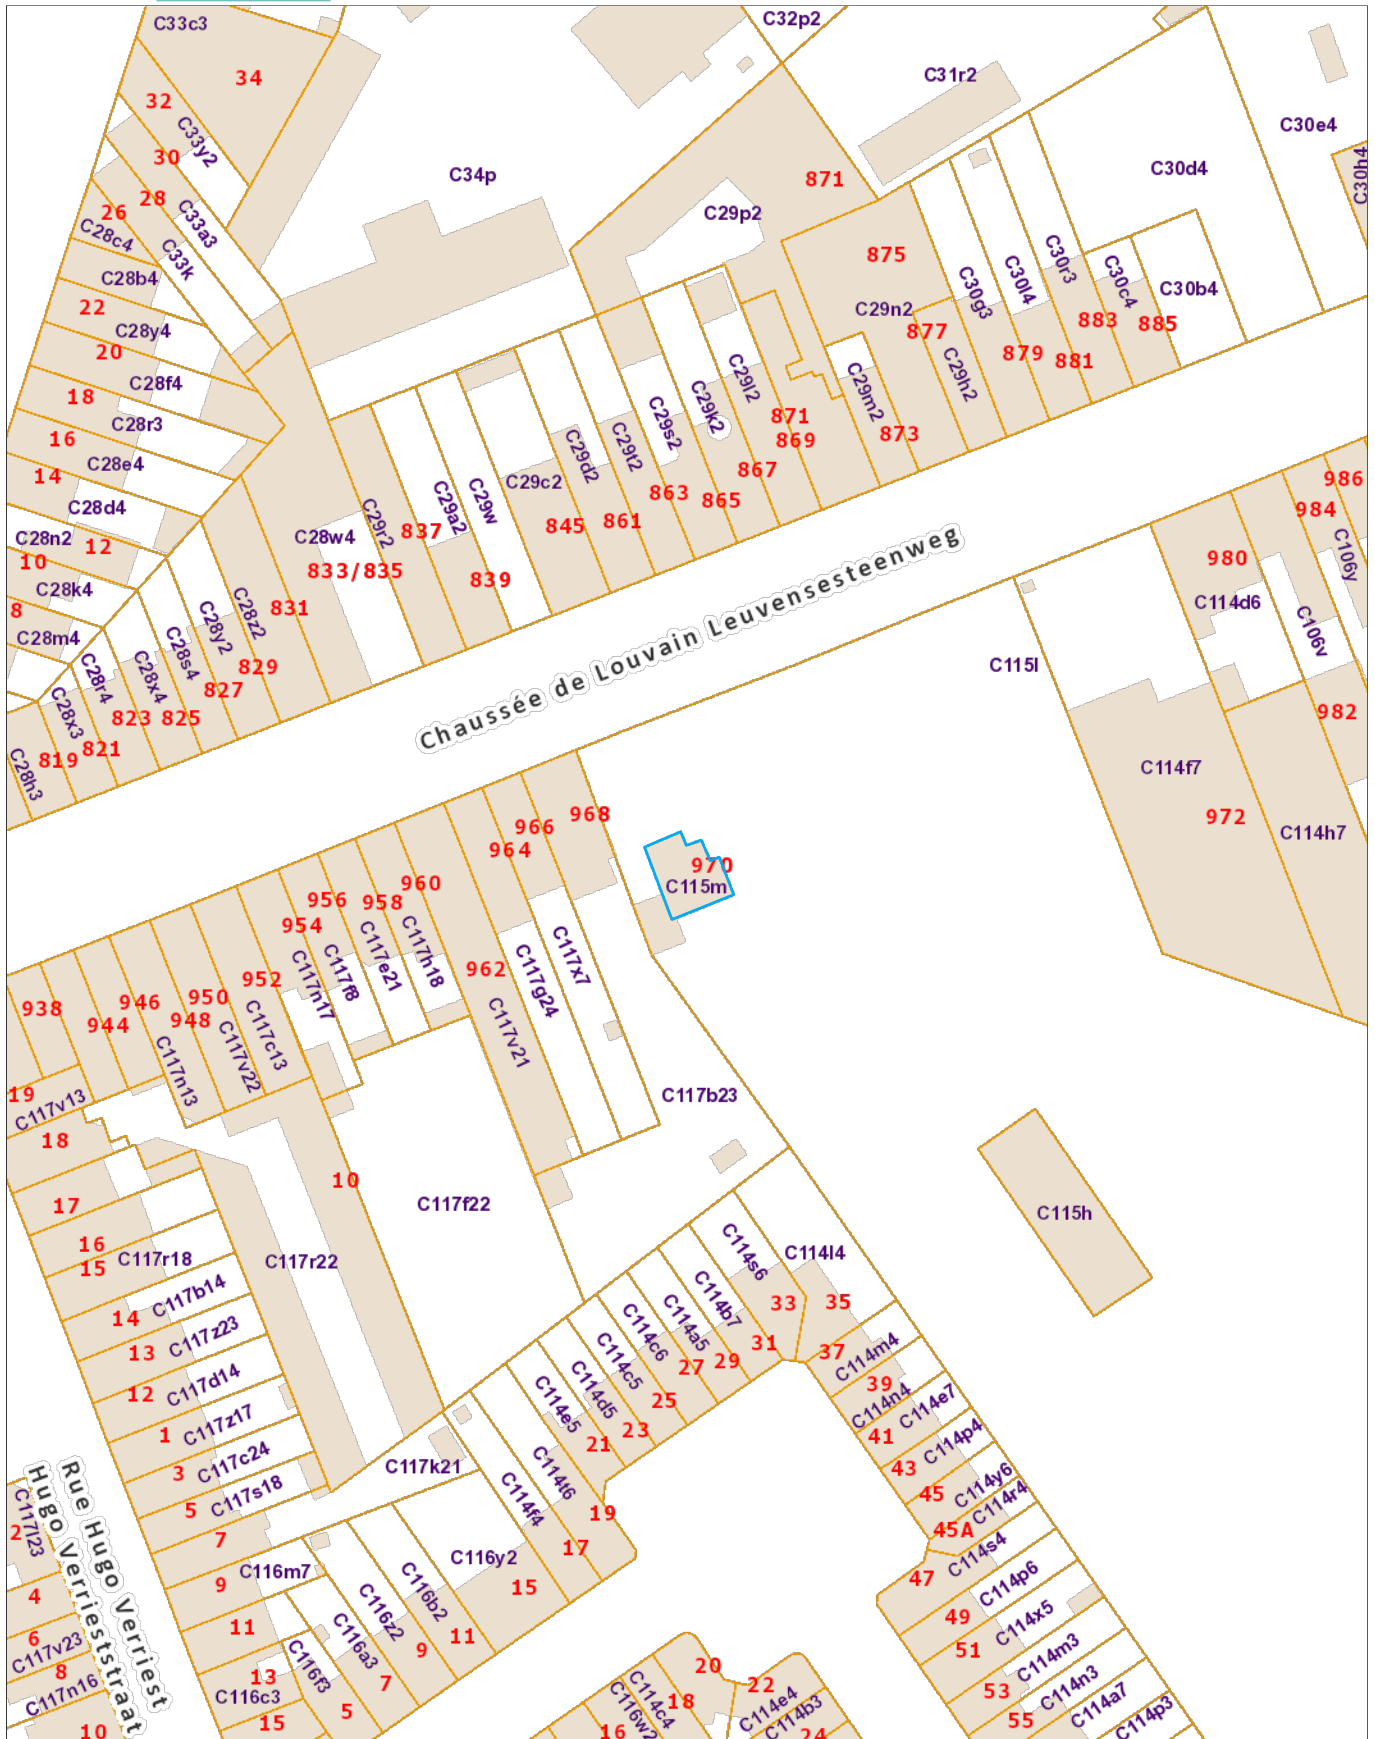 C33c3
C32p2
34
C31r2
32
C33y2
C30e4
30
C34p
C30d4
C30h4
871
28
26
C33a3
C29p2
C28c4
C33k
875
C30r3
C28b4
C30l4
C30c4
C30g3
C30b4
22
C29n2
C28y4
877
883
885
20
879
881
C28f4
C29l2
C29h2
18
C29m2
C29k2
C28r3
C29s2
871
873
16
869
C29t2
C29d2
C28e4
867
14
C29c2
863
865
986
C28d4
C29w
C29a2
984
C29r2
861
845
837
C28w4
C28n2
12
Chaussée de Louvain Leuvensesteenweg
980
C106y
10
833/835
839
C28k4
C114d6
8
831
C28z2
C28y2
C106v
C28m4
C28s4
C115l
829
C28x4
C28r4
827
982
823
825
C28x3
821
819
C114f7
C28h3
968
972
966
C114h7
964
970
C115m
960
956
958
954
C117h18
C117e21
962
C117x7
C117f8
952
C117g24
C117n17
950
946
938
948
944
C117c13
C117v21
C117v22
C117n13
19
C117b23
C117v13
18
10
17
C117f22
C115h
16
15
C117r18
C117r22
C114s6
C114l4
C117b14
C114b7
33
35
14
C114a5
C117z23
C114c6
31
13
C114c5
37
C114m4
29
27
C117d14
12
C114d5
39
25
C114n4
C114e7
C114e5
C117z17
1
23
41
21
C114p4
C117c24
3
C117k21
C114t6
43
C117s18
C114f4
C114y6
45
5
19
C114r4
45A
C117l23
2
7
17
C114s4
C116y2
C116m7
47
C114p6
9
15
C116b2
4
C116z2
49
C114x5
11
11
6
C116a3
9
51
C117v23
C114m3
8
C116f3
13
20
22
7
C114n3
53
C117n16
C116c3
C114c4
18
C114e4
C114a7
Rue Hugo Verriest
Hugo Verrieststraat
5
15
C116w2
C114b3
55
C114p3
10
16
24